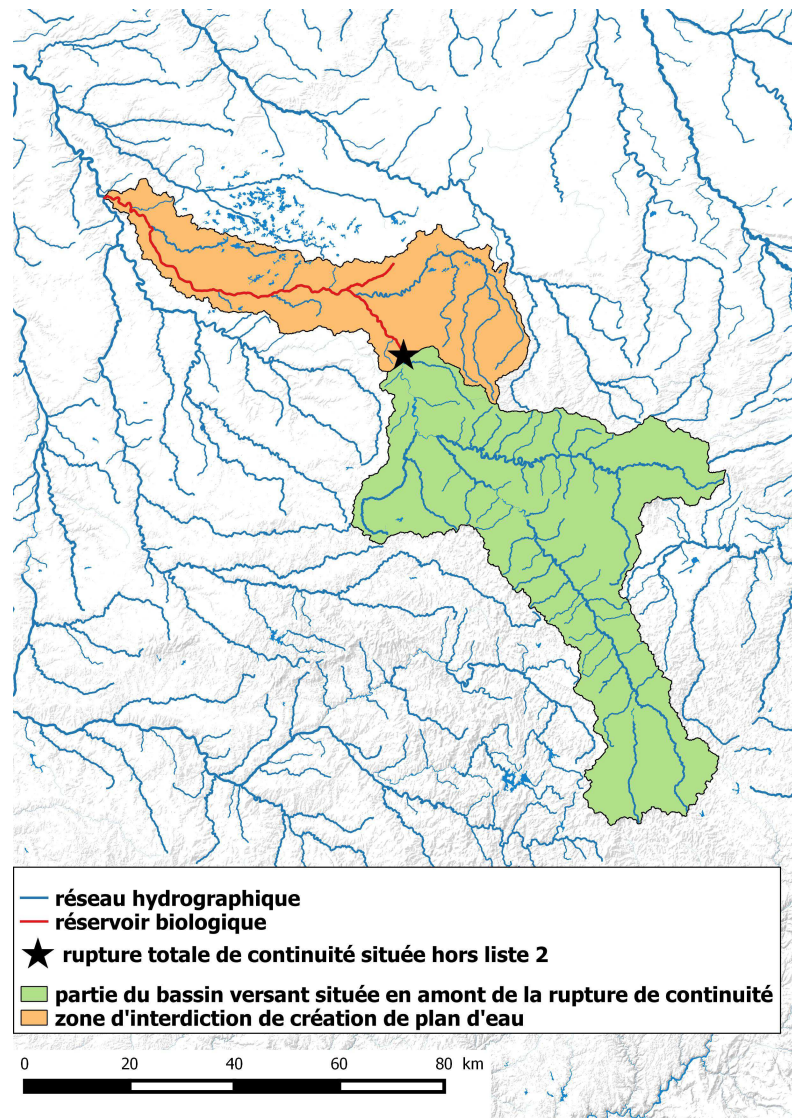 réseau hydrographique
réservoir biologique
rupture totale de continuité située hors liste 2
partie du bassin versant située en amont de la rupture de continuité
zone d'interdiction de création de plan d'eau
0 20 40 60 80 km